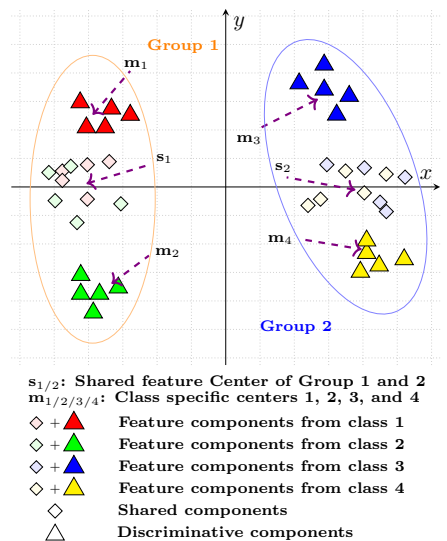 y
Group 1
m₁
m₃
s₁
s₂
x
m₄
m₂
Group 2
s₁/₂: Shared feature Center of Group 1 and 2
m₁/₂/₃/₄: Class specific centers 1, 2, 3, and 4
+ Feature components from class 1
+ Feature components from class 2
+ Feature components from class 3
+ Feature components from class 4
Shared components
Discriminative components